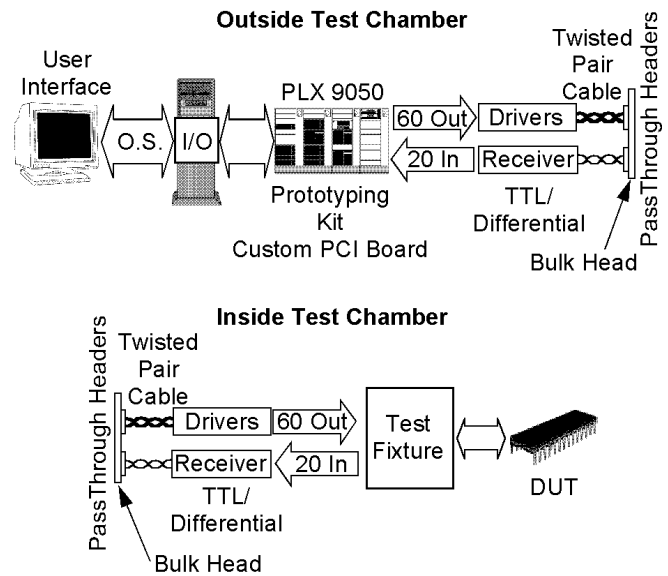 Outside Test Chamber
User
Interface
O.S.
I/O
PLX 9050
Prototyping
Kit
Custom PCI Board
60 Out
20 In
Drivers
Receiver
TTL/
Differential
Twisted
Pair
Cable
PassThrough Headers
Bulk Head
Inside Test Chamber
PassThrough Headers
Twisted
Pair
Cable
Drivers
60 Out
Receiver
20 In
TTL/
Differential
Bulk Head
Test
Fixture
DUT